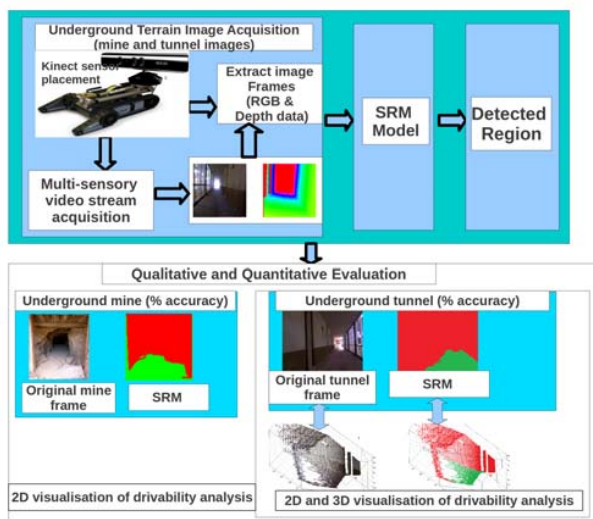 Underground Terrain Image Acquisition
(mine and tunnel images)
Kinect sensor
placement
Extract image
Frames
(RGB &
Depth data)
Multi-sensory
video stream
acquisition
SRM
Model
Detected
Region
Qualitative and Quantitative Evaluation
Underground mine (% accuracy)
Original mine
frame
SRM
2D visualisation of drivability analysis
Underground tunnel (% accuracy)
Original tunnel
frame
SRM
2D and 3D visualisation of drivability analysis